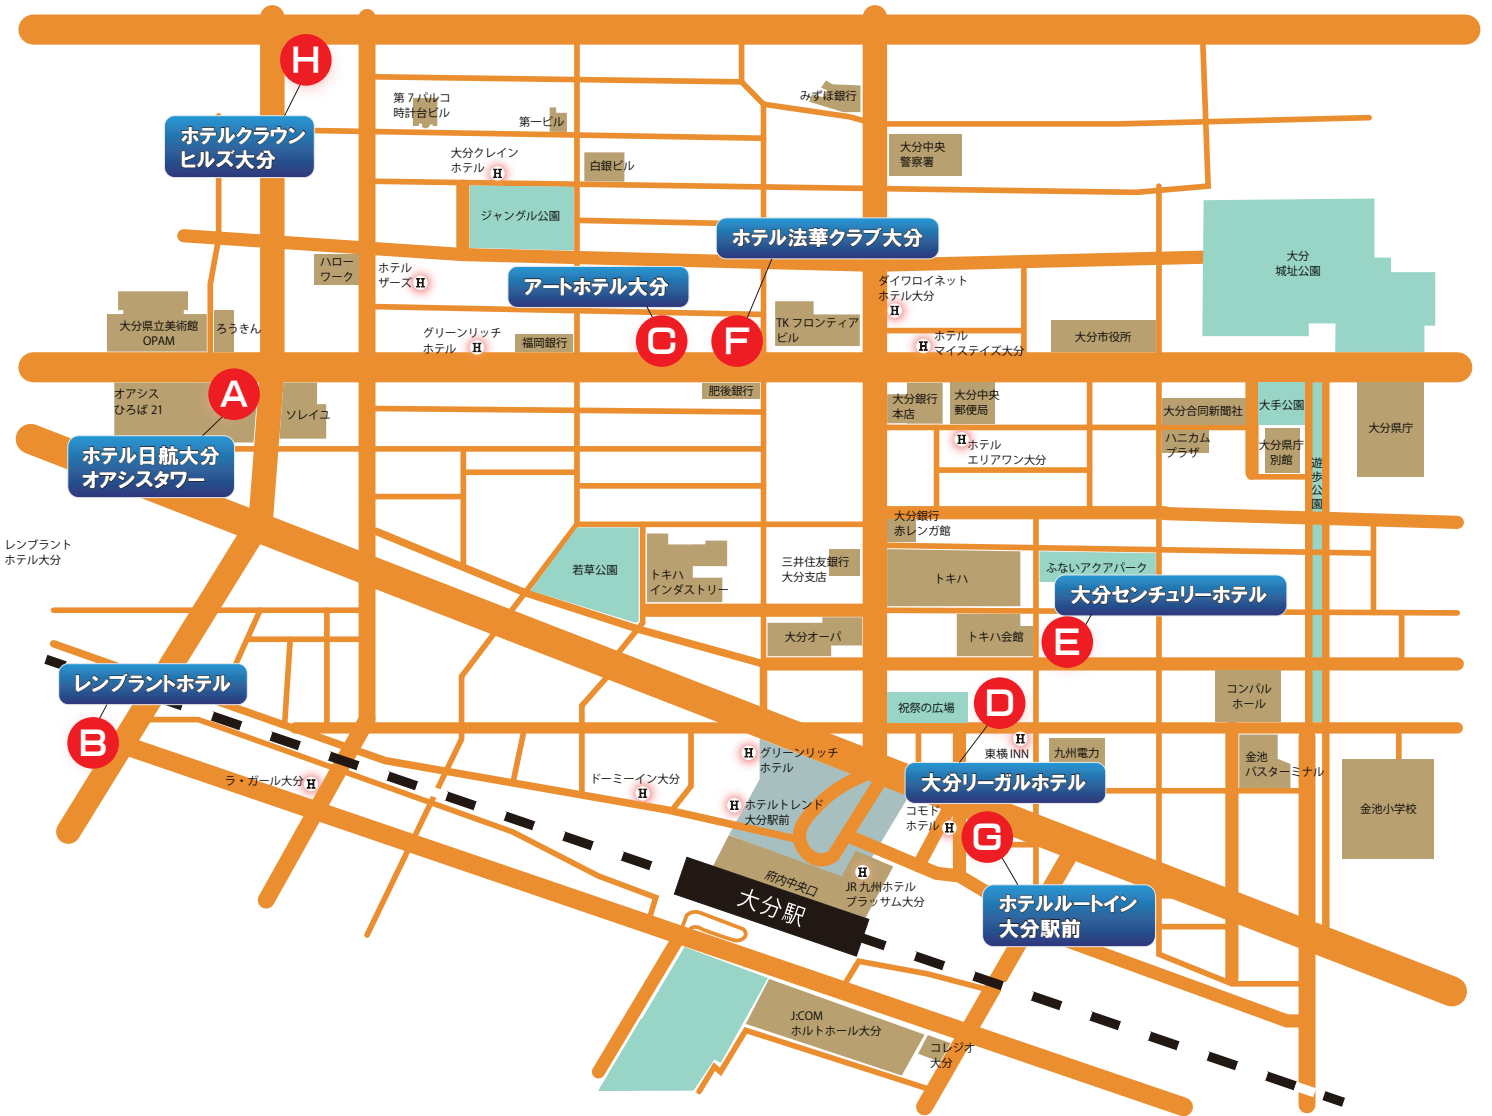 H
ホテルクラウン
ヒルズ大分
第7パルコ
時計台ビル
第一ビル
みずほ銀行
大分クレイン
ホテル
H
白銀ビル
大分中央
警察署
ジャングル公園
ホテル法華クラブ大分
大分
城址公園
ハロー
ワーク
ホテル
ザーズ
H
アートホテル大分
ダイワロイネット
ホテル大分
H
大分県立美術館
OPAM
ろうきん
グリーンリッチ
ホテル
H
福岡銀行
C
F
TKフロンティア
ビル
H
ホテル
マイステイズ大分
大分市役所
オアシス
ひろば21
A
ソレイユ
肥後銀行
大分銀行
本店
大分中央
郵便局
大分合同新聞社
大手公園
大分県庁
ホテル日航大分
オアシスタワー
H
ホテル
エリアワン大分
ハニカム
プラザ
大分県庁
別館
遊歩公園
レンブラント
ホテル大分
大分銀行
赤レンガ館
若草公園
トキハ
インダストリー
三井住友銀行
大分支店
トキハ
ふないアクアパーク
大分センチュリーホテル
大分オーパ
トキハ会館
E
レンブラントホテル
B
祝祭の広場
D
コンパル
ホール
H
東横INN
九州電力
金池
バスターミナル
H
グリーンリッチ
ホテル
ラ・ガール大分
H
ドーミーイン大分
H
大分リーガルホテル
H
ホテルトレンド
大分駅前
コモド
ホテル
H
G
金池小学校
府内中央口
大分駅
H
JR九州ホテル
ブラッサム大分
ホテルルートイン
大分駅前
J:COM
ホルトホール大分
コレジオ
大分